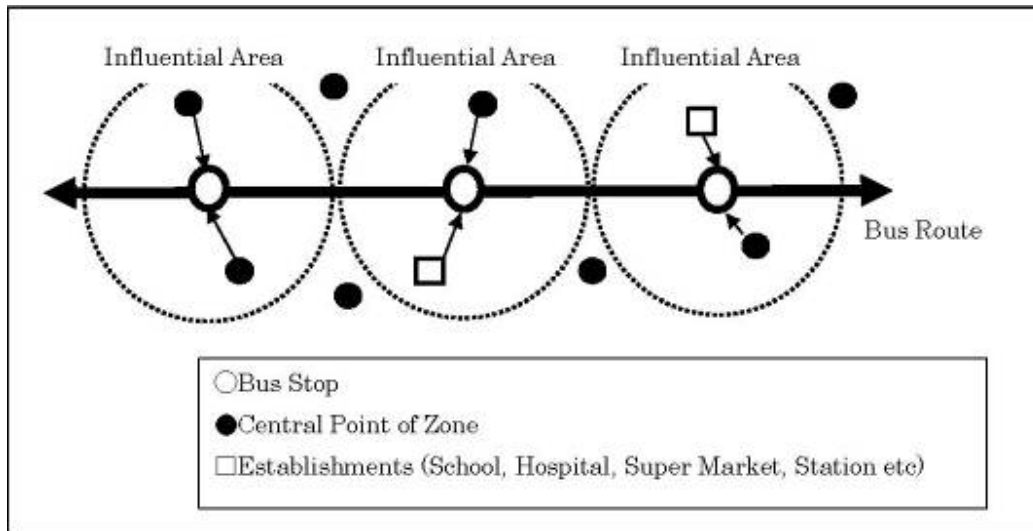 Influential Area
Influential Area
Influential Area
Bus Route
Bus Stop
Central Point of Zone
Establishments (School, Hospital, Super Market, Station etc)